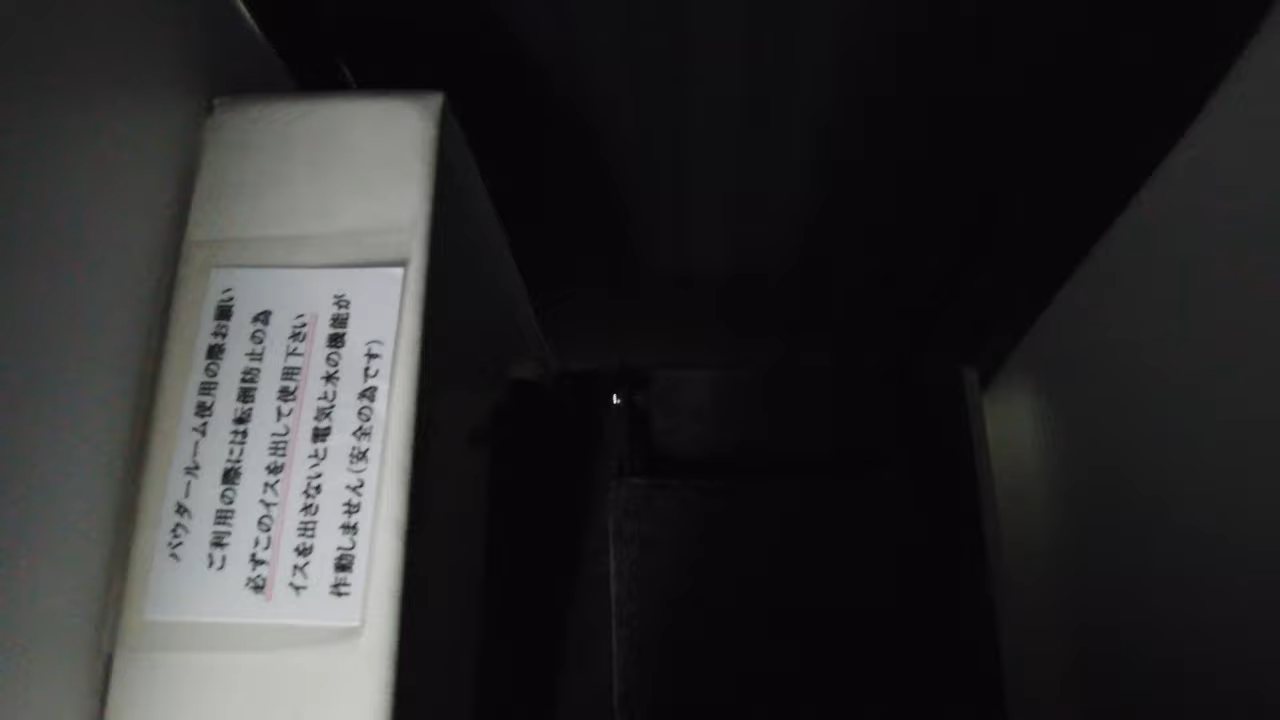 パウダールーム使用の際お願い
ご利用の際には転倒防止の為
必ずこのイスを出して使用下さい
イスを出さないと電気と水の機能が
作動しません(安全の為です)